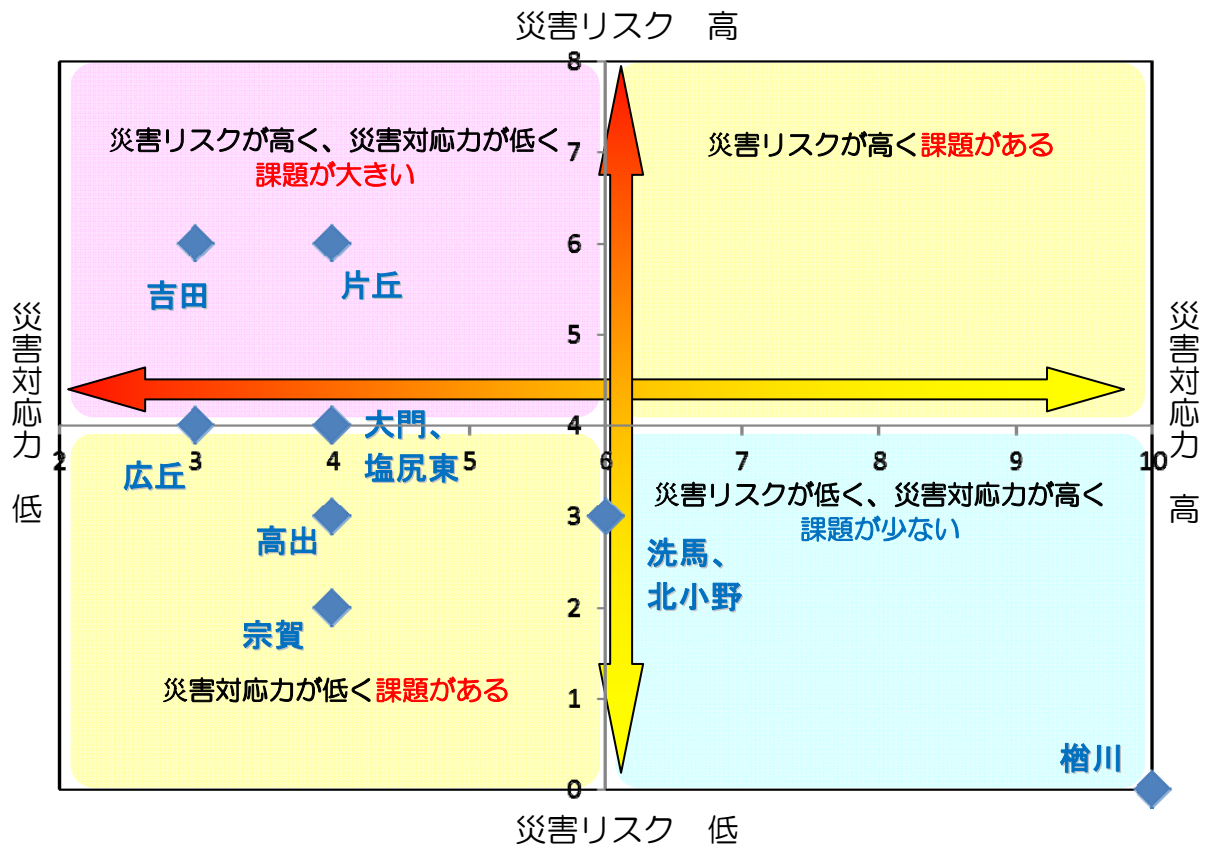 災害リスク　高
8
災害リスクが高く、災害対応力が低く
課題が大きい
7
災害リスクが高く課題がある
6
吉田
片丘
5
災害対応力　低
災害対応力　高
4
大門、
塩尻東
2
3
4
5
6
7
8
9
10
広丘
災害リスクが低く、災害対応力が高く
課題が少ない
3
高出
洗馬、
北小野
2
宗賀
災害対応力が低く課題がある
1
楢川
0
災害リスク　低